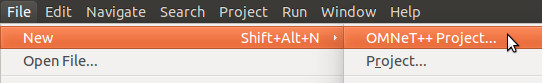 File Edit Navigate Search Project Run Window Help
New Shift+Alt+N OMNeT++ Project...
Open File... Project...